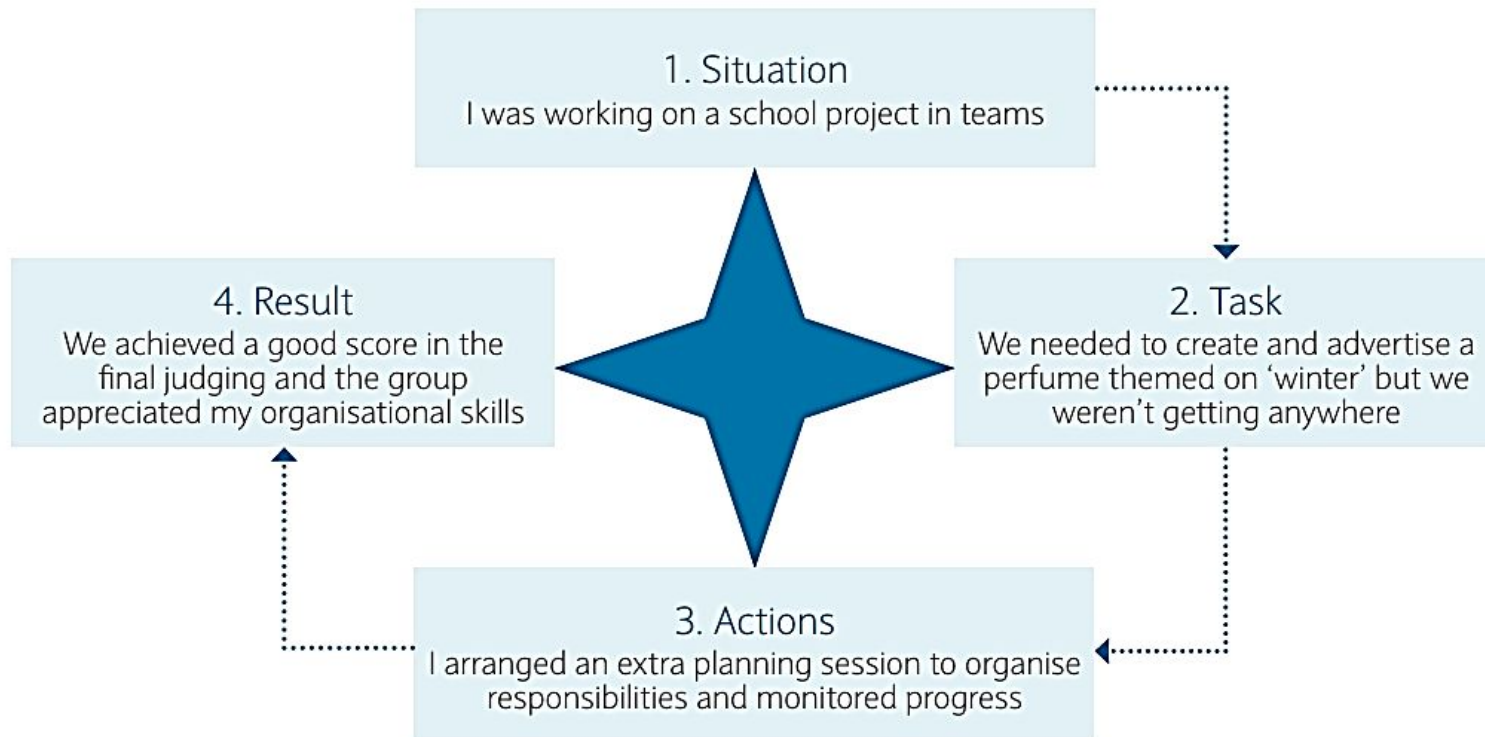 1. Situation
I was working on a school project in teams
2. Task
We needed to create and advertise a
perfume themed on ‘winter’ but we
weren’t getting anywhere
3. Actions
I arranged an extra planning session to organise
responsibilities and monitored progress
4. Result
We achieved a good score in the
final judging and the group
appreciated my organisational skills